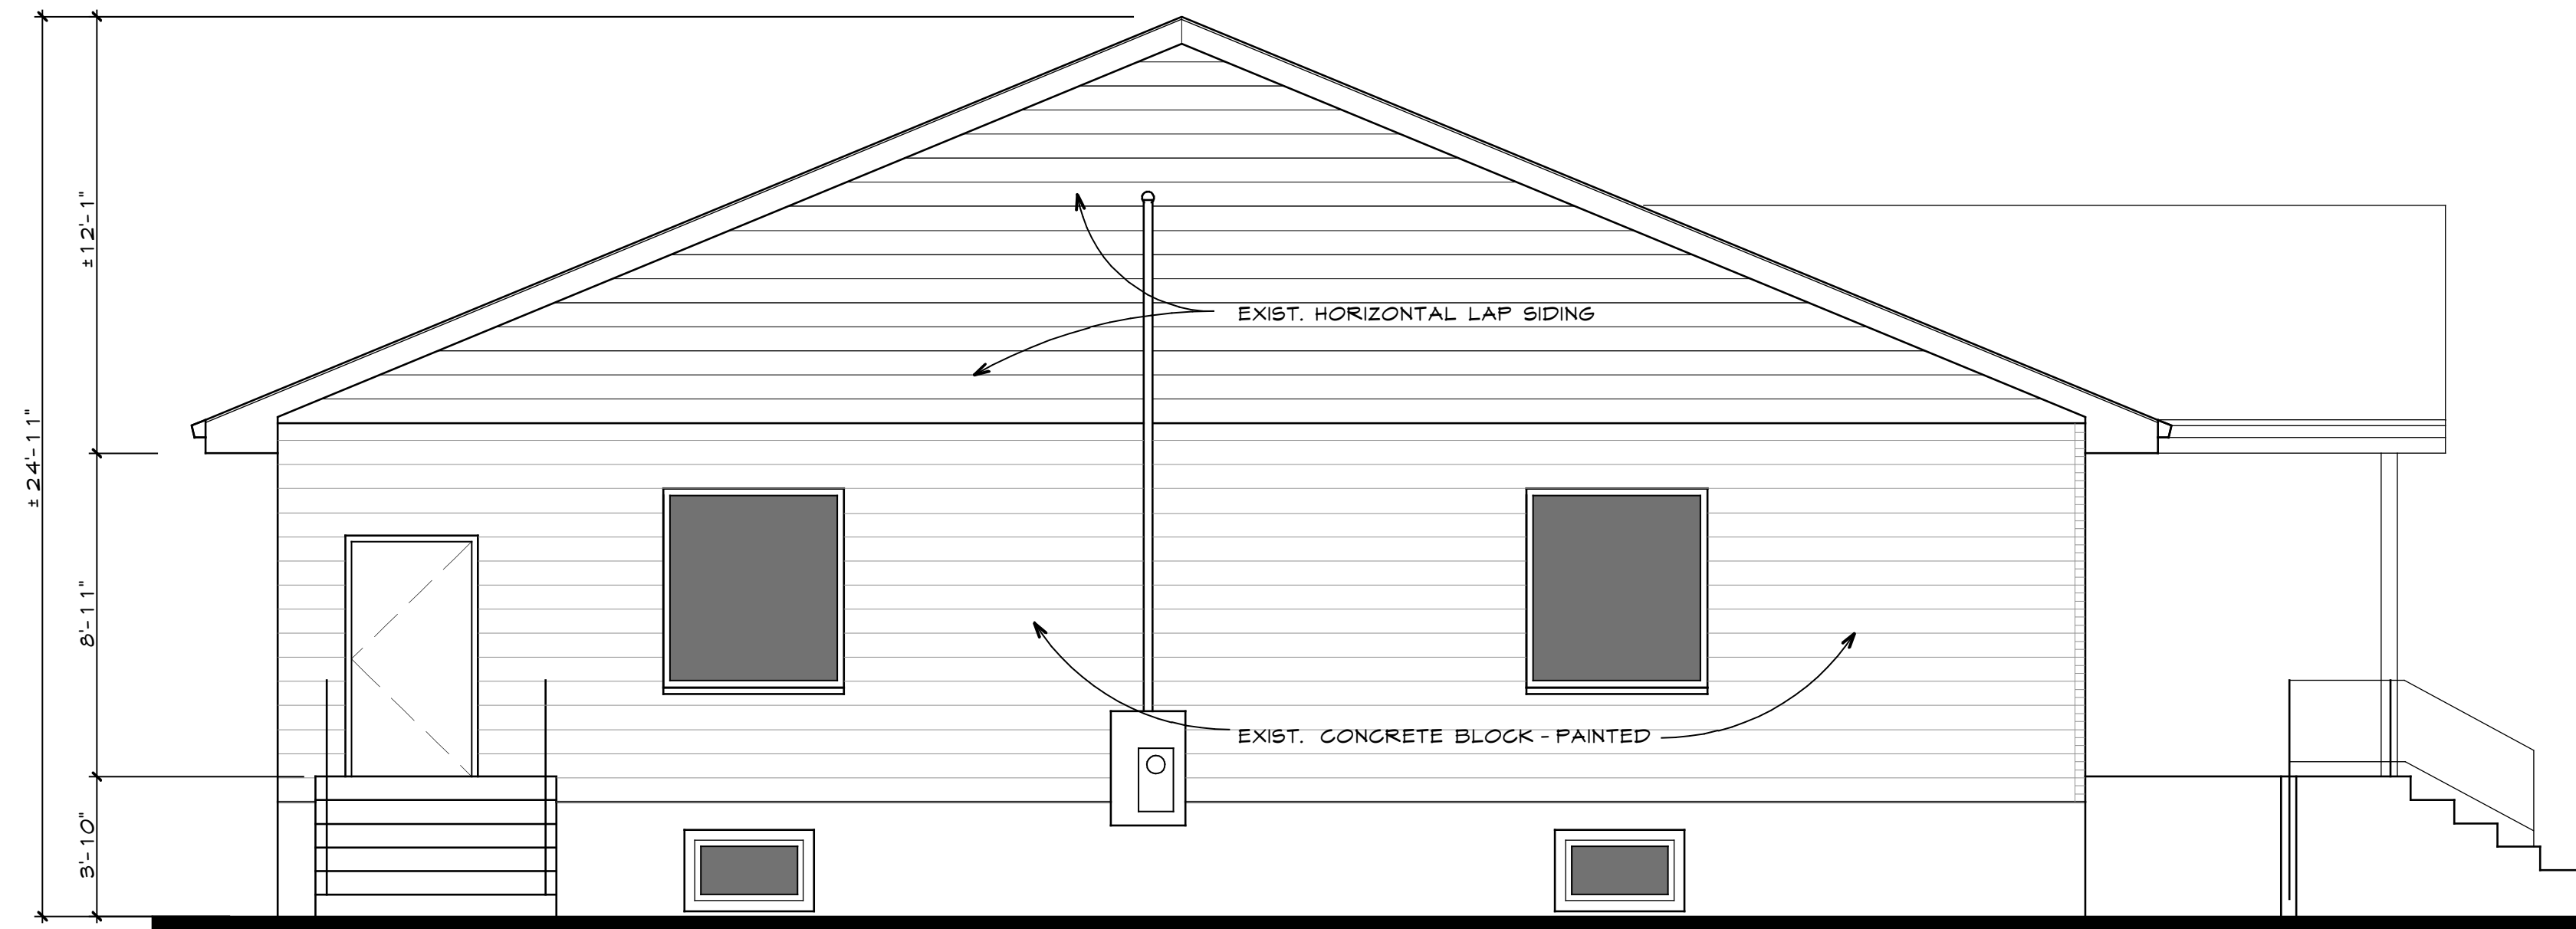 ±12'-1"
EXIST. HORIZONTAL LAP SIDING
±24'-11"
8'-11"
EXIST. CONCRETE BLOCK - PAINTED
3'-10"